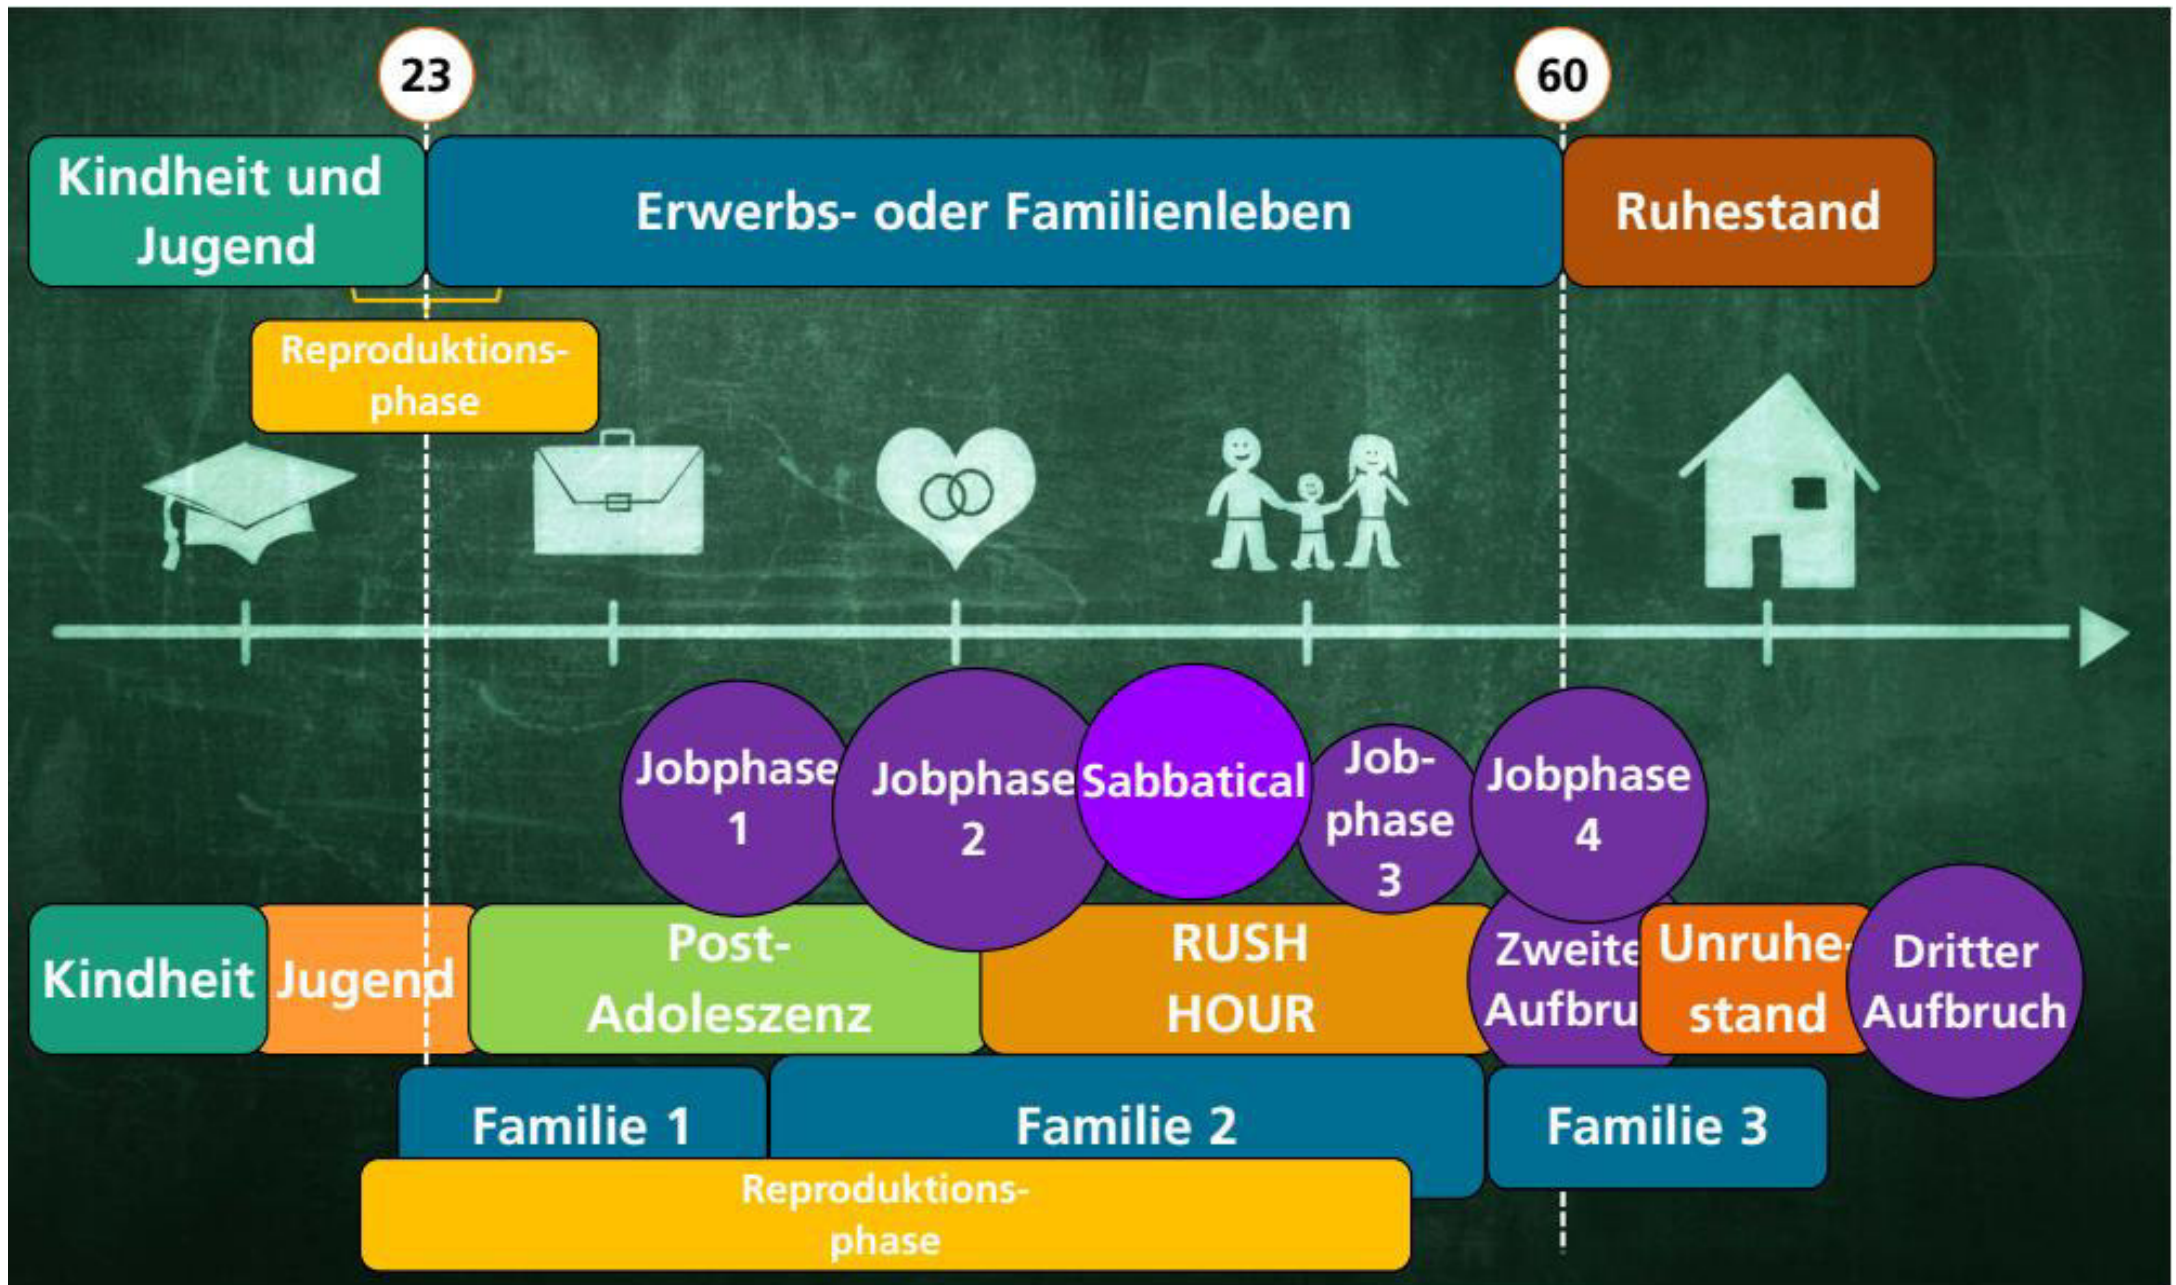 23
60
Kindheit und
Jugend
Erwerbs- oder Familienleben
Ruhestand
Reproduktions-
phase
Jobphase
1
Jobphase
2
Sabbatical
Job-
phase
3
Jobphase
4
Kindheit
Jugend
Post-
Adoleszenz
RUSH
HOUR
Zweite
Aufbru
Unruhe-
stand
Dritter
Aufbruch
Familie 1
Familie 2
Familie 3
Reproduktions-
phase